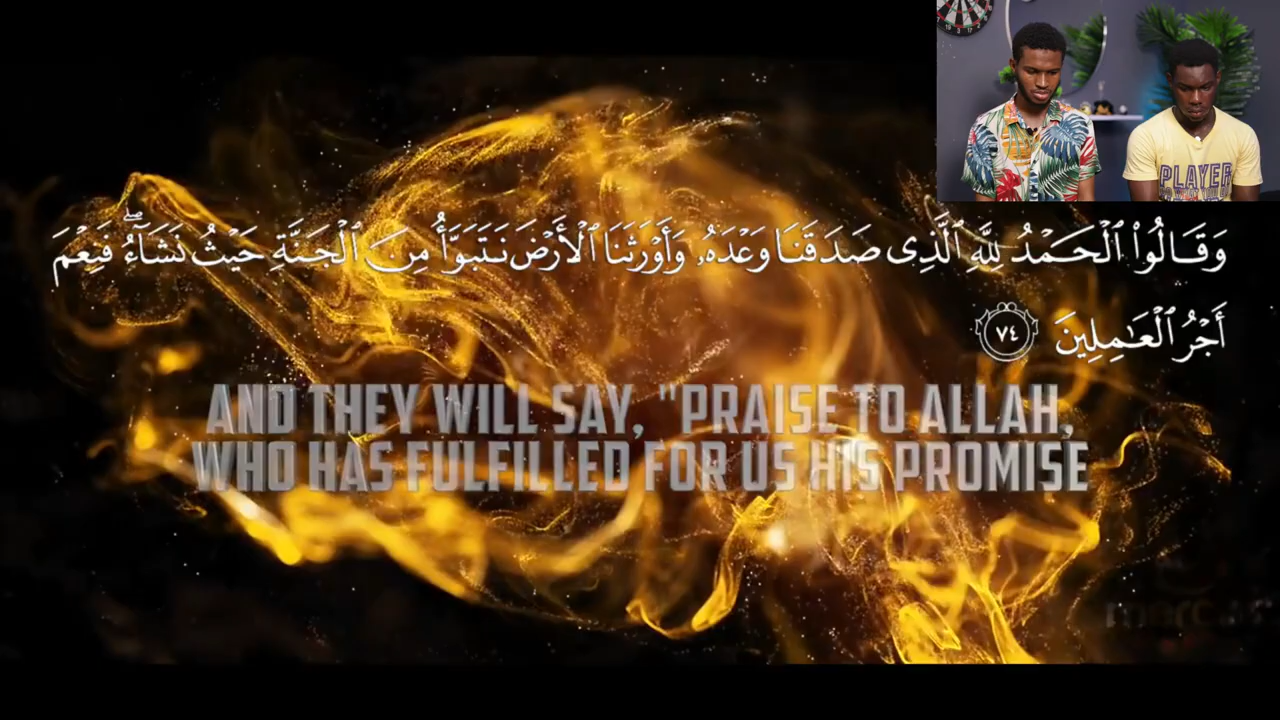 وَقَالُوا۟ ٱلْحَمْدُ لِلَّهِ ٱلَّذِى صَدَقَنَا وَعْدَهُۥ وَأَوْرَثَنَا ٱلْأَرْضَ نَتَبَوَّأُ مِنَ ٱلْجَنَّةِ حَيْثُ نَشَآءُ ۖ فَنِعْمَ
أَجْرُ ٱلْعَـٰمِلِينَ ٧٤
AND THEY WILL SAY, "PRAISE TO ALLAH,
WHO HAS FULFILLED FOR US HIS PROMISE
PLAYER